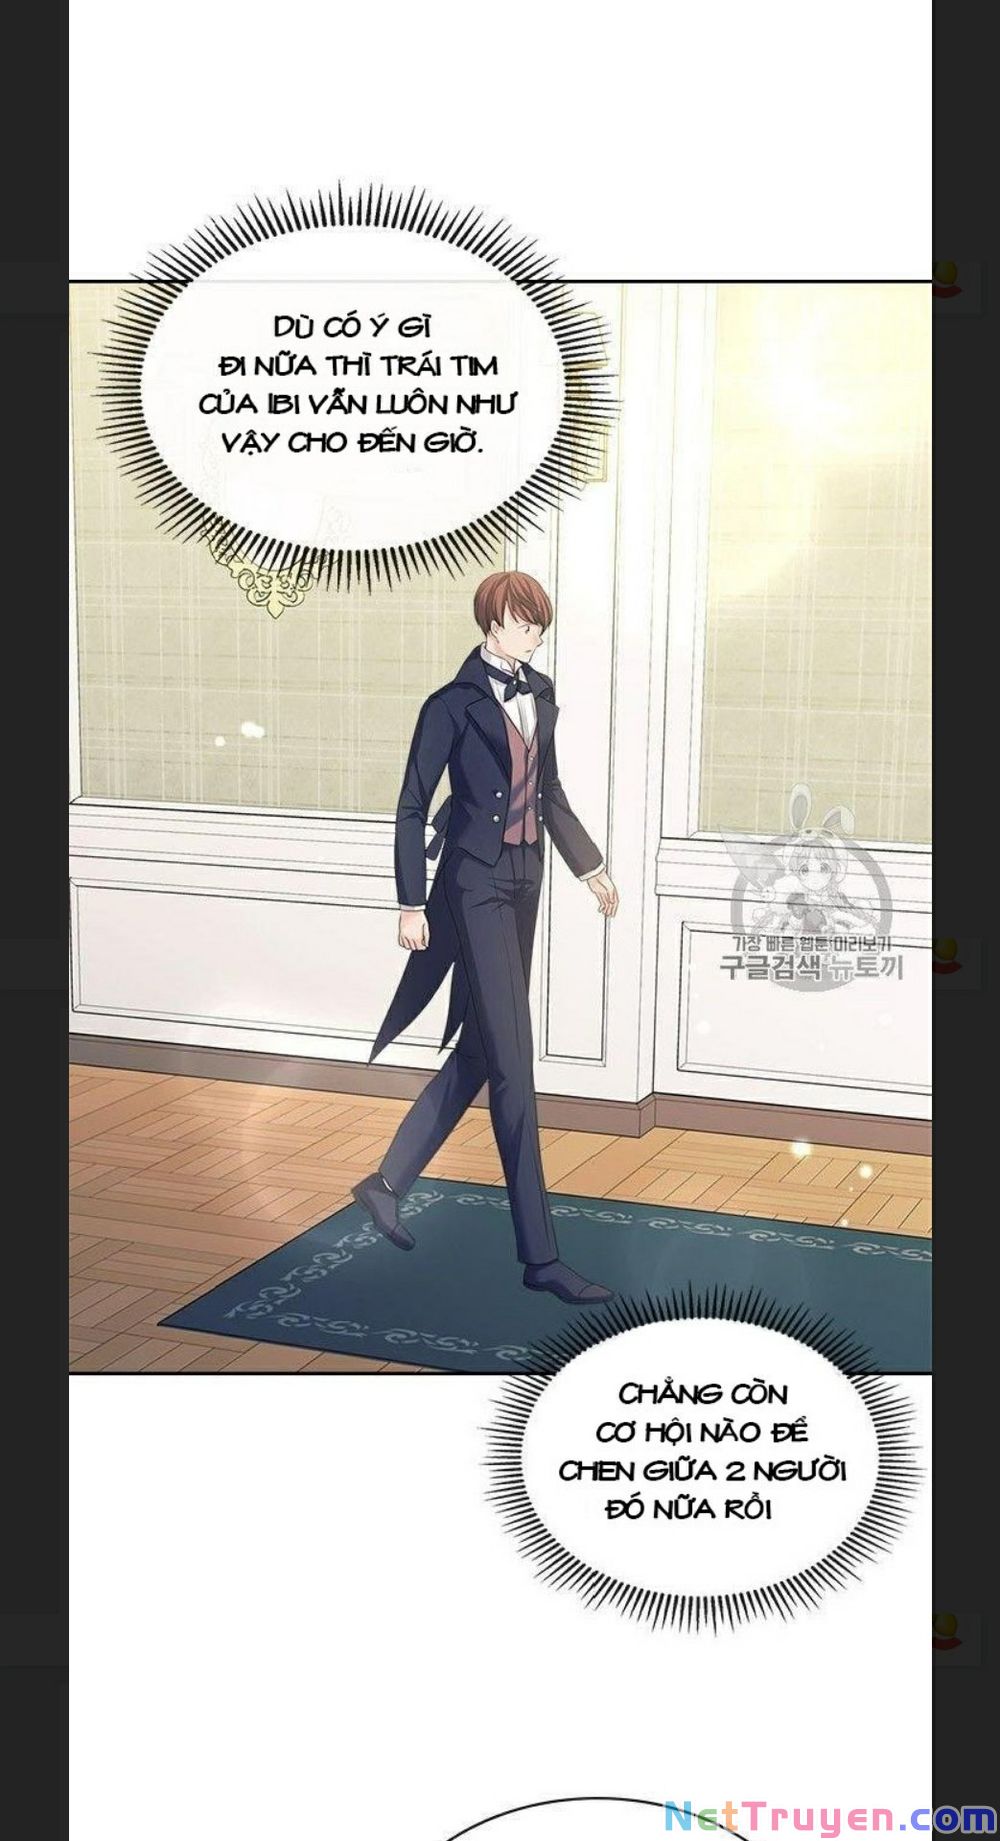 DÙ CÓ Ý GÌ
ĐI NỮA THÌ TRÁI TIM
CỦA IBI VẪN LUÔN NHƯ
VẬY CHO ĐẾN GIỜ.
가장 빠른 웹툰 미리보기
구글검색 뉴토끼
CHẲNG CÒN
CƠ HỘI NÀO ĐỂ
CHEN GIỮA 2 NGƯỜI
ĐÓ NỮA RỒI
NetTruyen.com